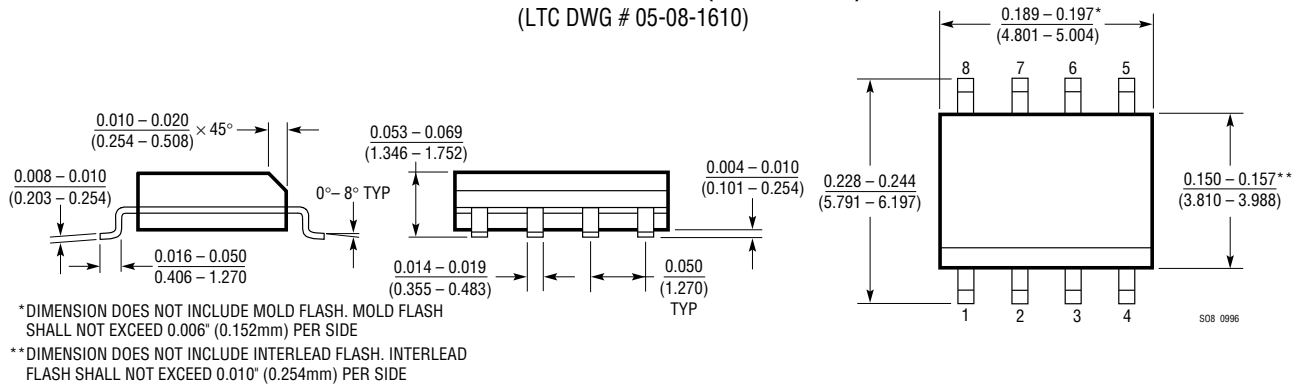 (LTC DWG # 05-08-1610)
0.189 – 0.197*
(4.801 – 5.004)
8 7 6 5
0.010 – 0.020
(0.254 – 0.508)
× 45°
0.053 – 0.069
(1.346 – 1.752)
0.008 – 0.010
(0.203 – 0.254)
0°– 8° TYP
0.004 – 0.010
(0.101 – 0.254)
0.228 – 0.244
(5.791 – 6.197)
0.150 – 0.157**
(3.810 – 3.988)
0.016 – 0.050
0.406 – 1.270
0.014 – 0.019
(0.355 – 0.483)
0.050
(1.270)
TYP
1 2 3 4
SO8 0996
*DIMENSION DOES NOT INCLUDE MOLD FLASH. MOLD FLASH
SHALL NOT EXCEED 0.006" (0.152mm) PER SIDE
**DIMENSION DOES NOT INCLUDE INTERLEAD FLASH. INTERLEAD
FLASH SHALL NOT EXCEED 0.010" (0.254mm) PER SIDE